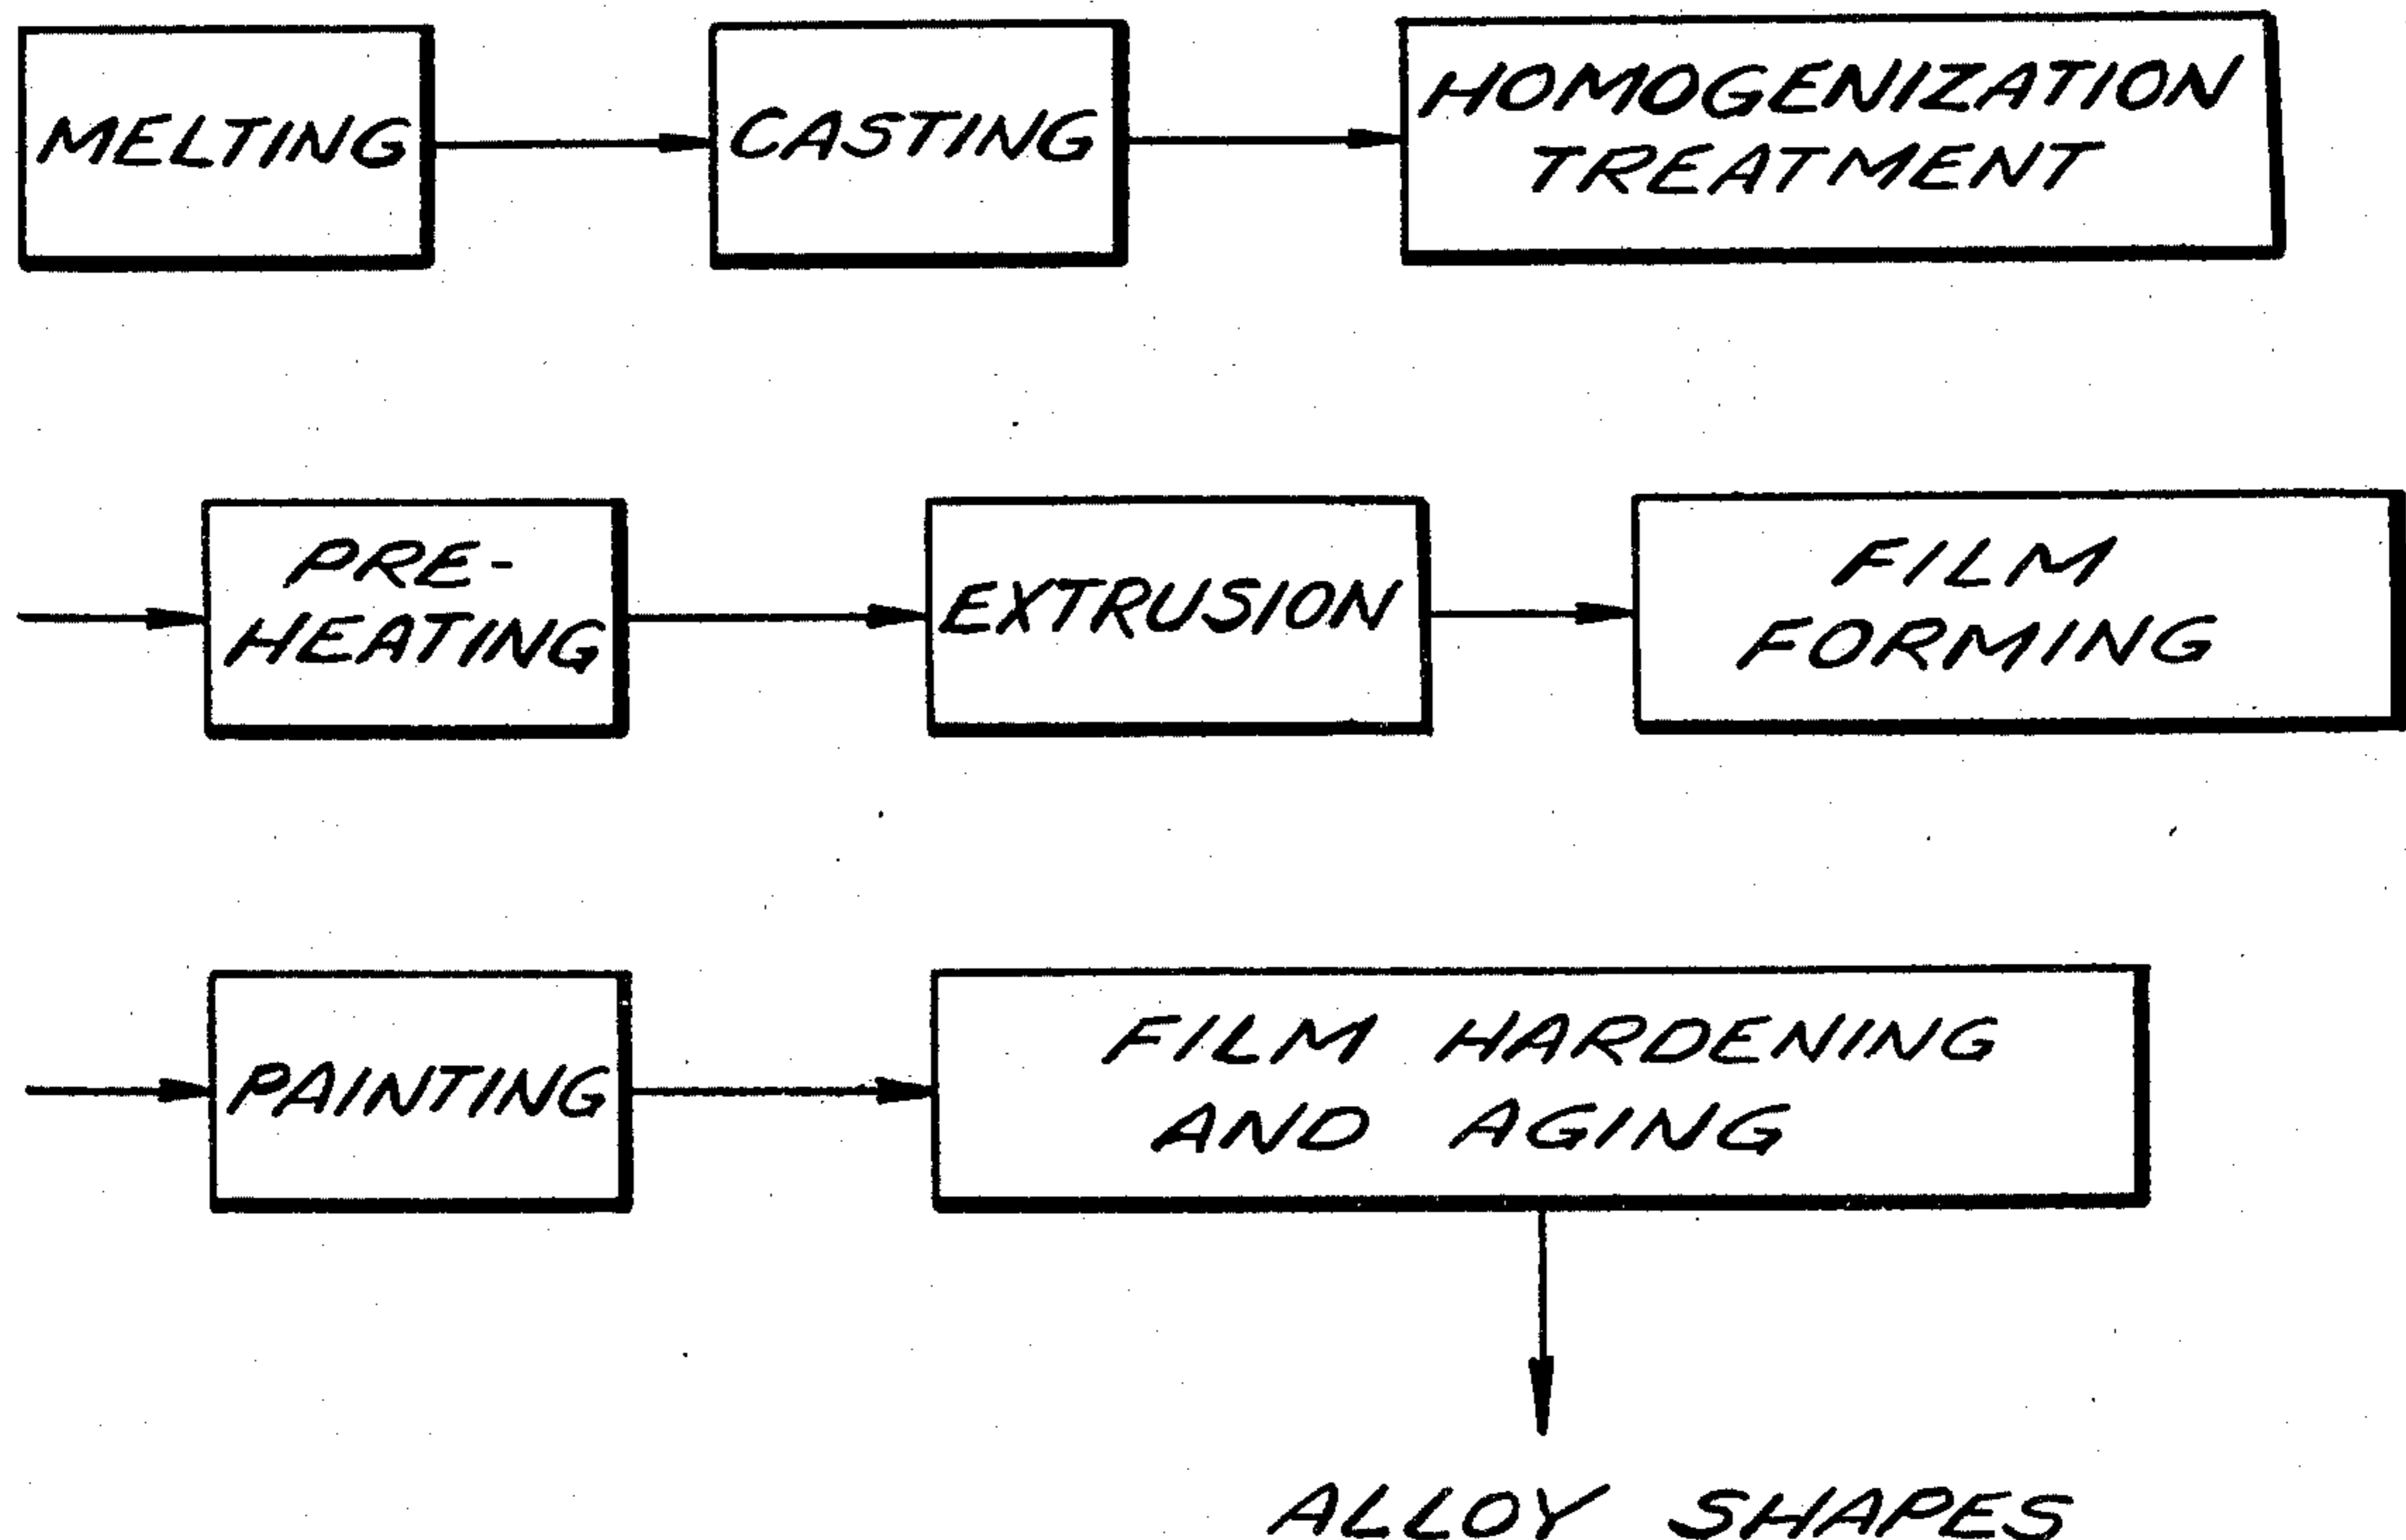 MELTING
CASTING
HOMOGENIZATION
TREATMENT
PRE-
HEATING
EXTRUSION
FILM
FORMING
PAINTING
FILM HARDENING
AND AGING
ALLOY SHAPES